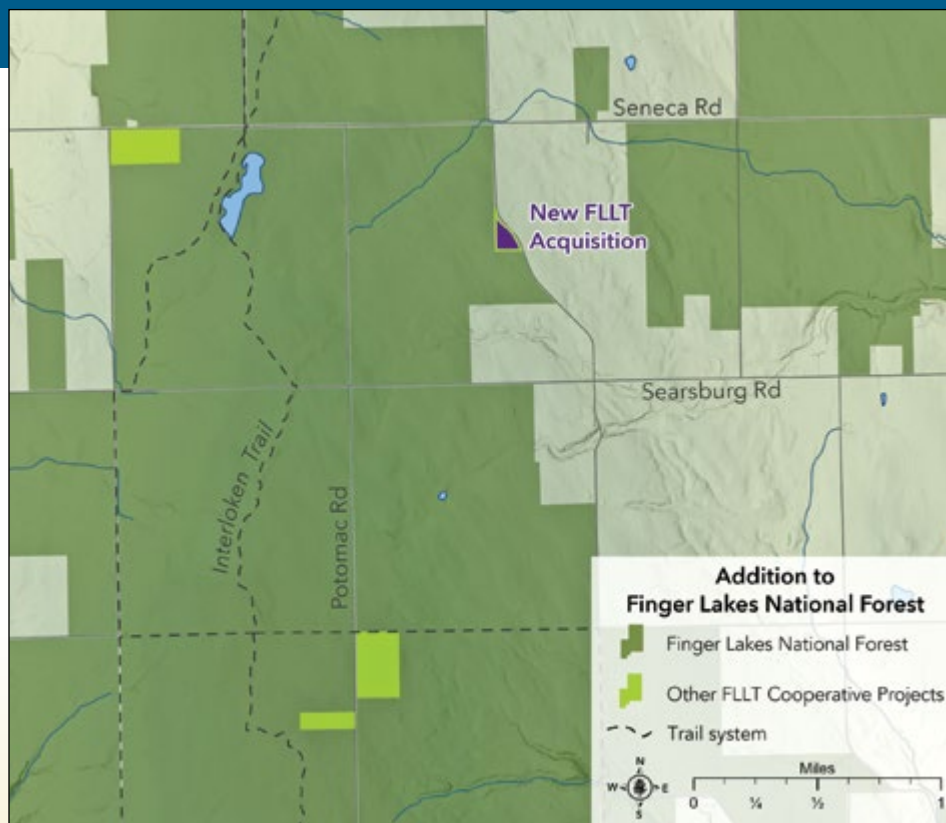 Seneca Rd
New FLLT
Acquisition
Searsburg Rd
Interloken Trail
Potomac Rd
Addition to
Finger Lakes National Forest
Finger Lakes National Forest
Other FLLT Cooperative Projects
Trail system
N
W E
S
Miles
0 ¼ ½ 1